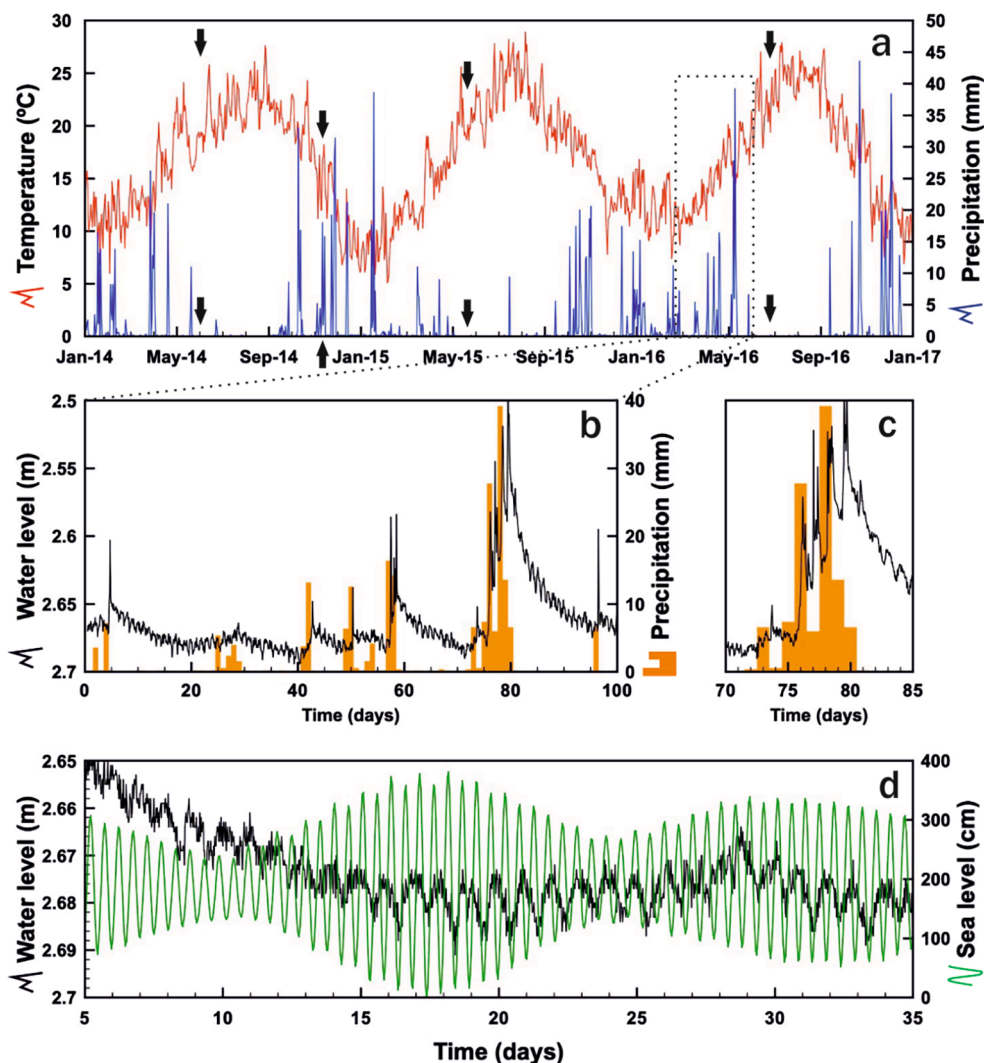 30
25
20
15
10
5
0
Temperature (ºC)
a
50
40
30
20
10
5
0
Precipitation (mm)
Jan-14 May-14 Sep-14 Jan-15 May-15 Sep-15 Jan-16 May-16 Sep-16 Jan-17
2.5
2.55
2.6
2.65
2.7
Water level (m)
b
40
30
20
10
0
Precipitation (mm)
0 20 40 60 80 100
Time (days)
c
70 75 80 85
Time (days)
2.65
2.66
2.67
2.68
2.69
2.7
Water level (m)
d
400
300
200
100
0
Sea level (cm)
5 10 15 20 25 30 35
Time (days)